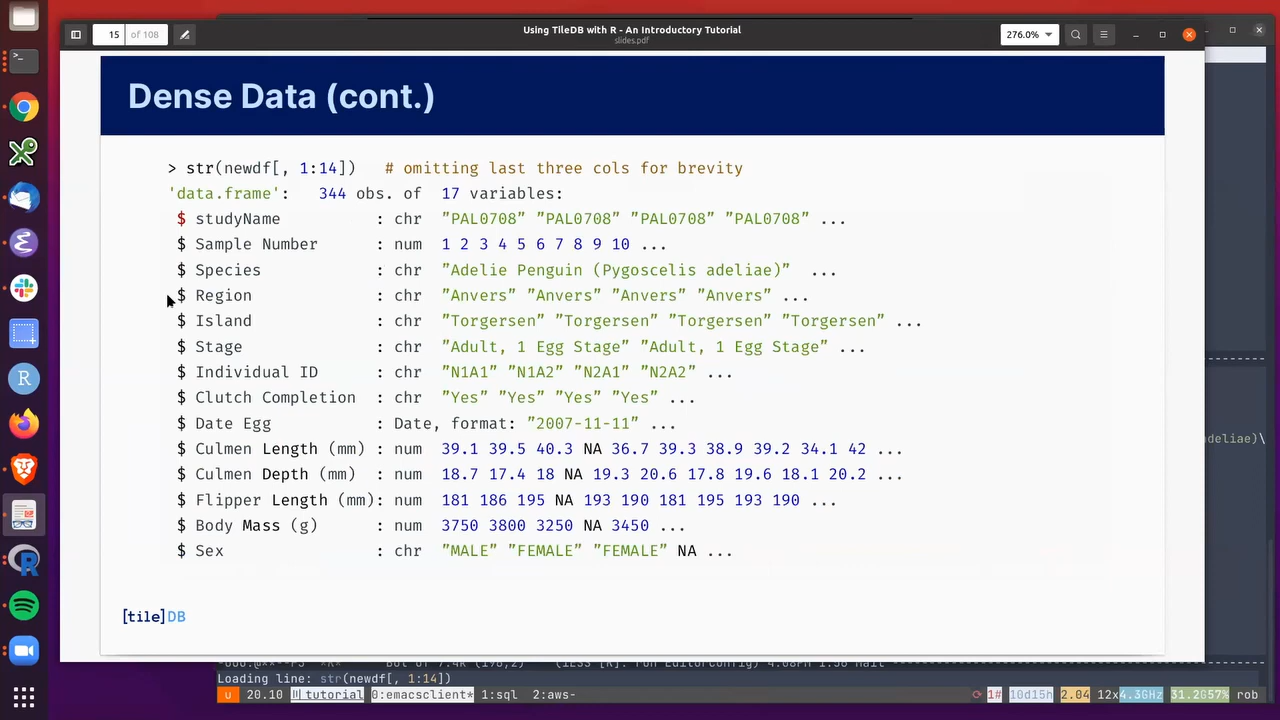 15 of 108
Using TileDB with R - An Introductory Tutorial
slides.pdf
276.0%
Dense Data (cont.)
> str(newdf[, 1:14]) # omitting last three cols for brevity
'data.frame': 344 obs. of 17 variables:
$ studyName : chr ”PAL0708” ”PAL0708” ”PAL0708” ”PAL0708” ...
$ Sample Number : num 1 2 3 4 5 6 7 8 9 10 ...
$ Species : chr ”Adelie Penguin (Pygoscelis adeliae)” ...
$ Region : chr ”Anvers” ”Anvers” ”Anvers” ”Anvers” ...
$ Island : chr ”Torgersen” ”Torgersen” ”Torgersen” ”Torgersen” ...
$ Stage : chr ”Adult, 1 Egg Stage” ”Adult, 1 Egg Stage” ...
$ Individual ID : chr ”N1A1” ”N1A2” ”N2A1” ”N2A2” ...
$ Clutch Completion : chr ”Yes” ”Yes” ”Yes” ”Yes” ...
$ Date Egg : Date, format: ”2007-11-11” ...
deliae)\
$ Culmen Length (mm) : num 39.1 39.5 40.3 NA 36.7 39.3 38.9 39.2 34.1 42 ...
$ Culmen Depth (mm) : num 18.7 17.4 18 NA 19.3 20.6 17.8 19.6 18.1 20.2 ...
$ Flipper Length (mm): num 181 186 195 NA 193 190 181 195 193 190 ...
$ Body Mass (g) : num 3750 3800 3250 NA 3450 ...
$ Sex : chr ”MALE” ”FEMALE” ”FEMALE” NA ...
[tile]DB
Loading line: str(newdf[, 1:14])
u 20.10 tutorial 0:emacsclient* 1:sql 2:aws- 1# 10d15h 2.04 12x4.3GHz 31.2G57% rob